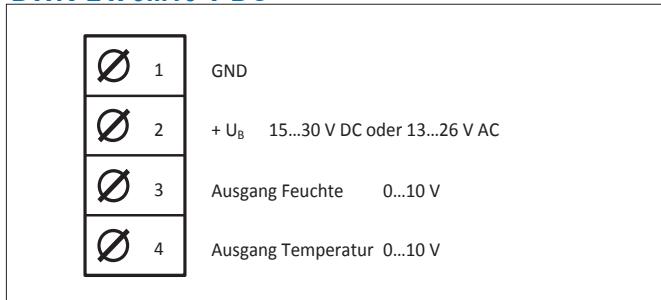 1 GND
2 + UB 15...30 V DC oder 13...26 V AC
3 Ausgang Feuchte 0...10 V
4 Ausgang Temperatur 0...10 V